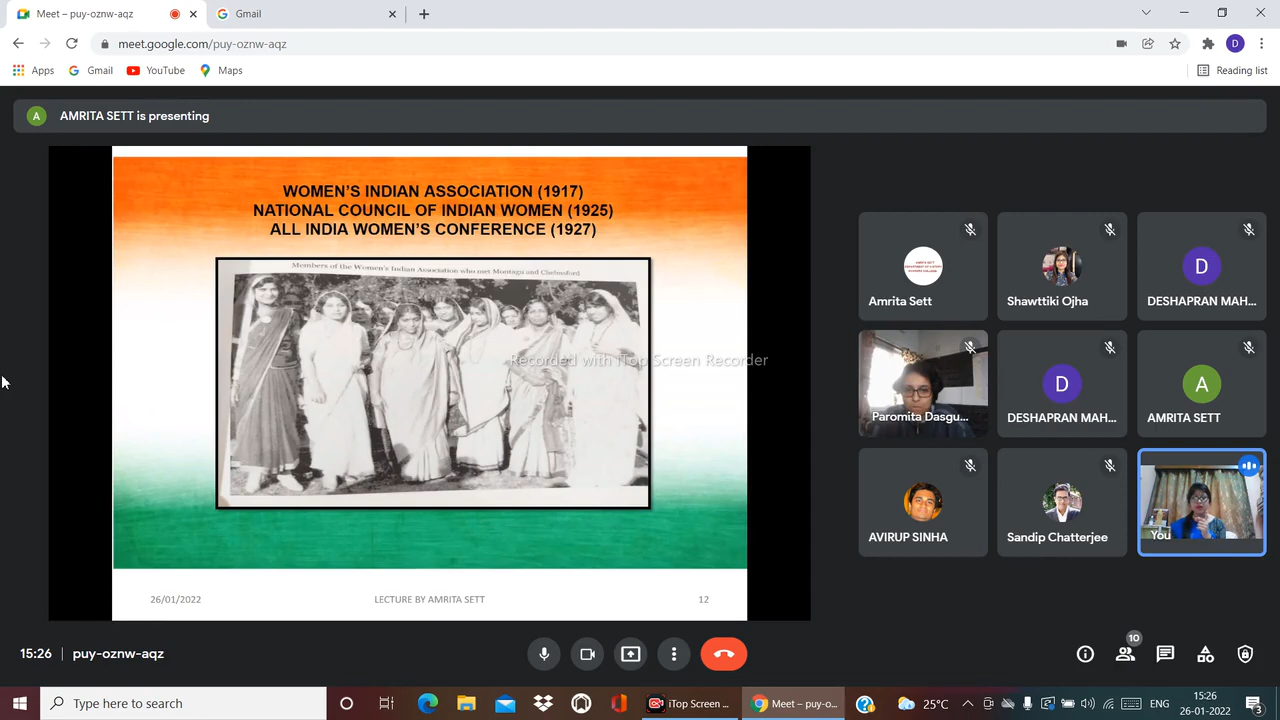 Meet – puy-oznw-aqz
Gmail
meet.google.com/puy-oznw-aqz
D
Apps
Gmail
YouTube
Maps
Reading list
A
AMRITA SETT is presenting
WOMEN'S INDIAN ASSOCIATION (1917)
NATIONAL COUNCIL OF INDIAN WOMEN (1925)
ALL INDIA WOMEN'S CONFERENCE (1927)
Members of the Women's Indian Association who met Montagu and Chelmsford
Recorded with iTop Screen Recorder
26/01/2022
LECTURE BY AMRITA SETT
12
Amrita Sett
Shawttiki Ojha
D
DESHAPRAN MAH...
Paromita Dasgu...
D
DESHAPRAN MAH...
A
AMRITA SETT
AVIRUP SINHA
Sandip Chatterjee
You
15:26
puy-oznw-aqz
10
Type here to search
iTop Screen ...
Meet – puy-o...
25°C
ENG
15:26
26-01-2022
3